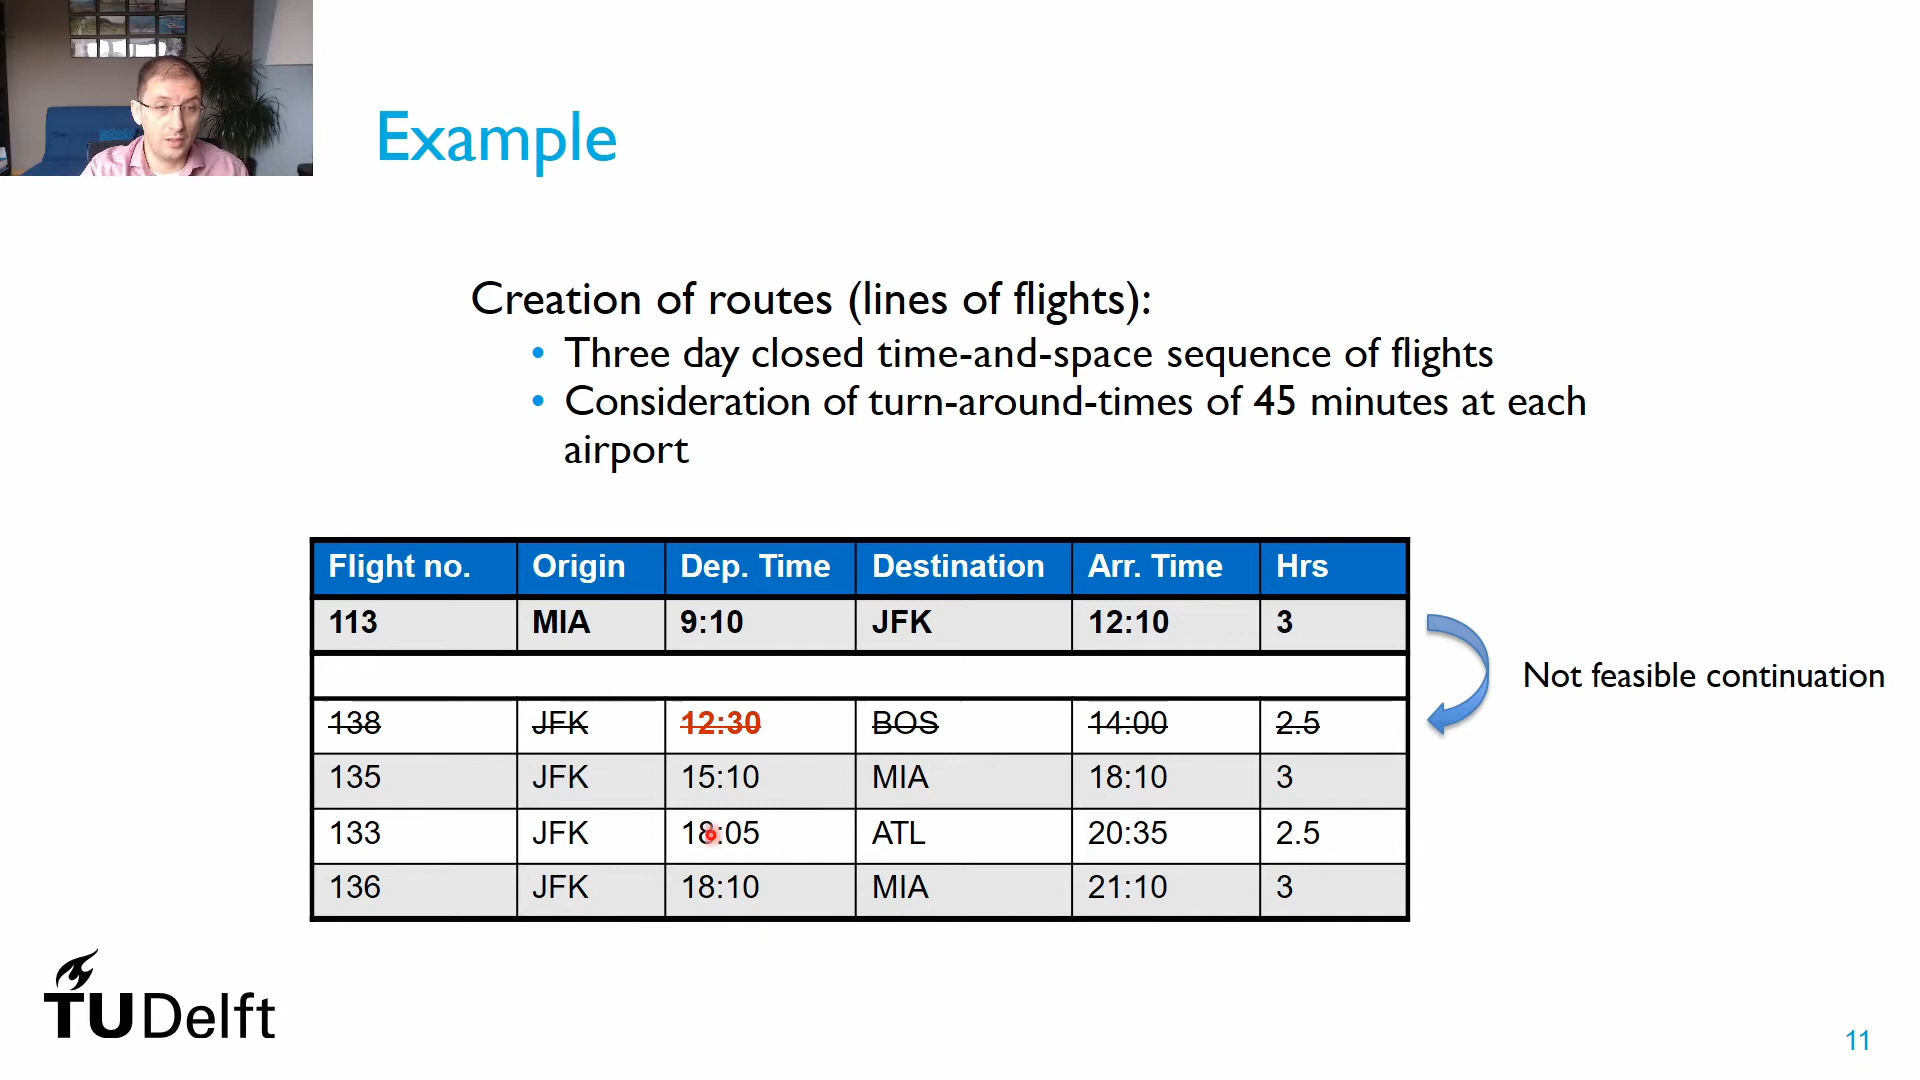 Example
Creation of routes (lines of flights):
• Three day closed time-and-space sequence of flights
• Consideration of turn-around-times of 45 minutes at each
airport
Flight no. Origin Dep. Time Destination Arr. Time Hrs
113 MIA 9:10 JFK 12:10 3
Not feasible continuation
138 JFK 12:30 BOS 14:00 2.5
135 JFK 15:10 MIA 18:10 3
133 JFK 18:05 ATL 20:35 2.5
136 JFK 18:10 MIA 21:10 3
TU Delft
11